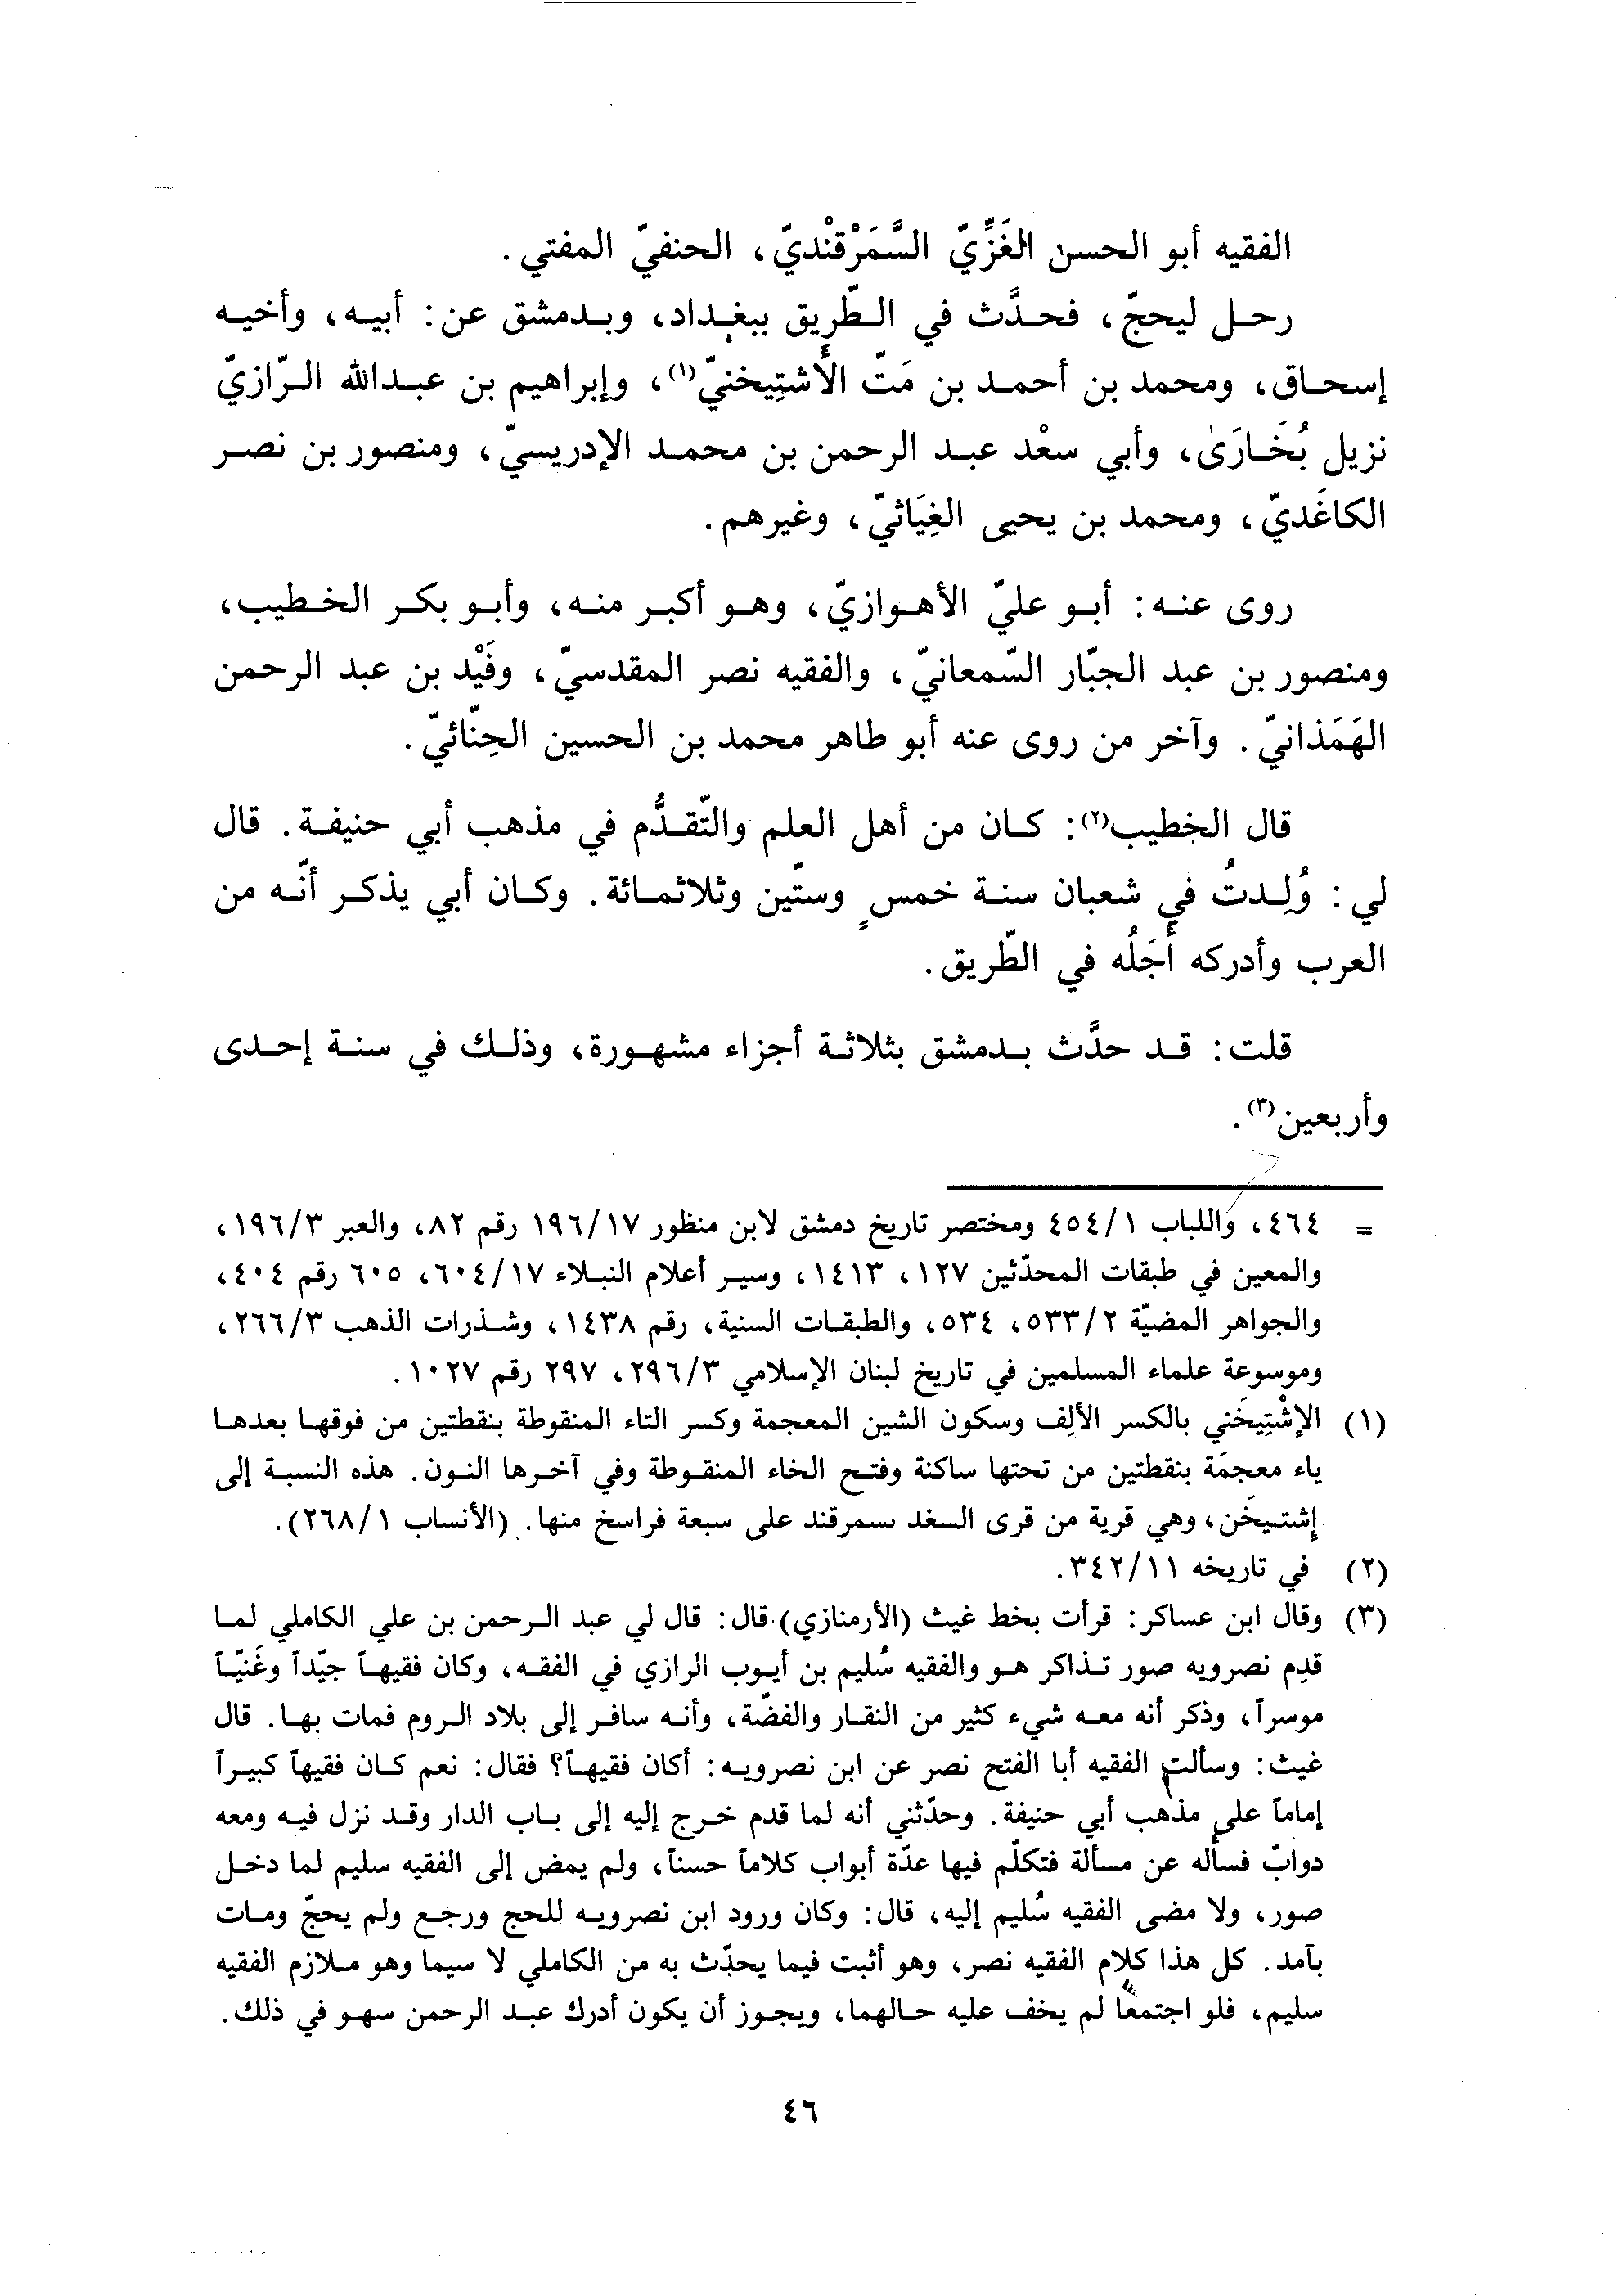 الفقيه أبو الحسن الغَزِّيّ السَّمَرْقَنْديّ، الحنفيّ المفتي.
رحل ليحجّ، فحدَّث في الطّريق ببغداد، وبدمشق عن: أبيه، وأخيه
إسحاق، ومحمد بن أحمد بن مَتّ الأُشتِيخنيّ(١)، وإبراهيم بن عبدالله الرّازيّ
نزيل بُخَارَىٰ، وأبي سعْد عبد الرحمن بن محمد الإدريسيّ، ومنصور بن نصر
الكاغَديّ، ومحمد بن يحيى الغِيَاثيّ، وغيرهم.
روى عنه: أبو عليّ الأهوازيّ، وهو أكبر منه، وأبو بكر الخطيب،
ومنصور بن عبد الجبّار السّمعانيّ، والفقيه نصر المقدسيّ، وفَيْد بن عبد الرحمن
الهَمَذانيّ. وآخر من روى عنه أبو طاهر محمد بن الحسين الحِنّائيّ.
قال الخطيب(٢): كان من أهل العلم والتّقدُّم في مذهب أبي حنيفة. قال
لي: وُلِدتُ في شعبان سنة خمسٍ وستّين وثلاثمائة. وكان أبي يذكر أنّه من
العرب وأدركه أَجَلُه في الطّريق.
قلت: قد حدَّث بدمشق بثلاثة أجزاء مشهورة، وذلك في سنة إحدى
وأربعين(٣).
= ٤٦٤، واللباب ٤٥٤/١ ومختصر تاريخ دمشق لابن منظور ١٩٦/١٧ رقم ٨٢، والعبر ١٩٦/٣،
والمعين في طبقات المحدّثين ١٢٧، ١٤١٣، وسير أعلام النبلاء ٦٠٤/١٧، ٦٠٥ رقم ٤٠٤،
والجواهر المضيّة ٥٣٣/٢، ٥٣٤، والطبقات السنية، رقم ١٤٣٨، وشذرات الذهب ٢٦٦/٣،
وموسوعة علماء المسلمين في تاريخ لبنان الإسلامي ٢٩٦/٣، ٢٩٧ رقم ١٠٢٧.
(١) الإشْتِيخَني بالكسر الألِف وسكون الشين المعجمة وكسر التاء المنقوطة بنقطتين من فوقها بعدها
ياء معجمَة بنقطتين من تحتها ساكنة وفتح الخاء المنقوطة وفي آخرها النون. هذه النسبة إلى
إشتيخَن، وهي قرية من قرى السغد بسمرقند على سبعة فراسخ منها. (الأنساب ٢٦٨/١).
(٢) في تاريخه ٣٤٢/١١.
(٣) وقال ابن عساكر: قرأت بخط غيث (الأرمنازي) قال: قال لي عبد الرحمن بن علي الكاملي لما
قدِم نصرويه صور تذاكر هو والفقيه سُليم بن أيوب الرازي في الفقه، وكان فقيهاً جيّداً وغَنيّاً
موسراً، وذكر أنه معه شيء كثير من النقار والفضّة، وأنه سافر إلى بلاد الروم فمات بها. قال
غيث: وسألت الفقيه أبا الفتح نصر عن ابن نصرويه: أكان فقيهاً؟ فقال: نعم كان فقيهاً كبيراً
إماماً على مذهب أبي حنيفة. وحدّثني أنه لما قدم خرج إليه إلى باب الدار وقد نزل فيه ومعه
دوابّ فسأله عن مسألة فتكلّم فيها عدّة أبواب كلاماً حسناً، ولم يمض إلى الفقيه سليم لما دخل
صور، ولا مضى الفقيه سُليم إليه، قال: وكان ورود ابن نصرويه للحج ورجع ولم يحجّ ومات
بآمد. كل هذا كلام الفقيه نصر، وهو أثبت فيما يحدّث به من الكاملي لا سيما وهو ملازم الفقيه
سليم، فلو اجتمعا لم يخف عليه حالهما، ويجوز أن يكون أدرك عبد الرحمن سهو في ذلك.
٤٦